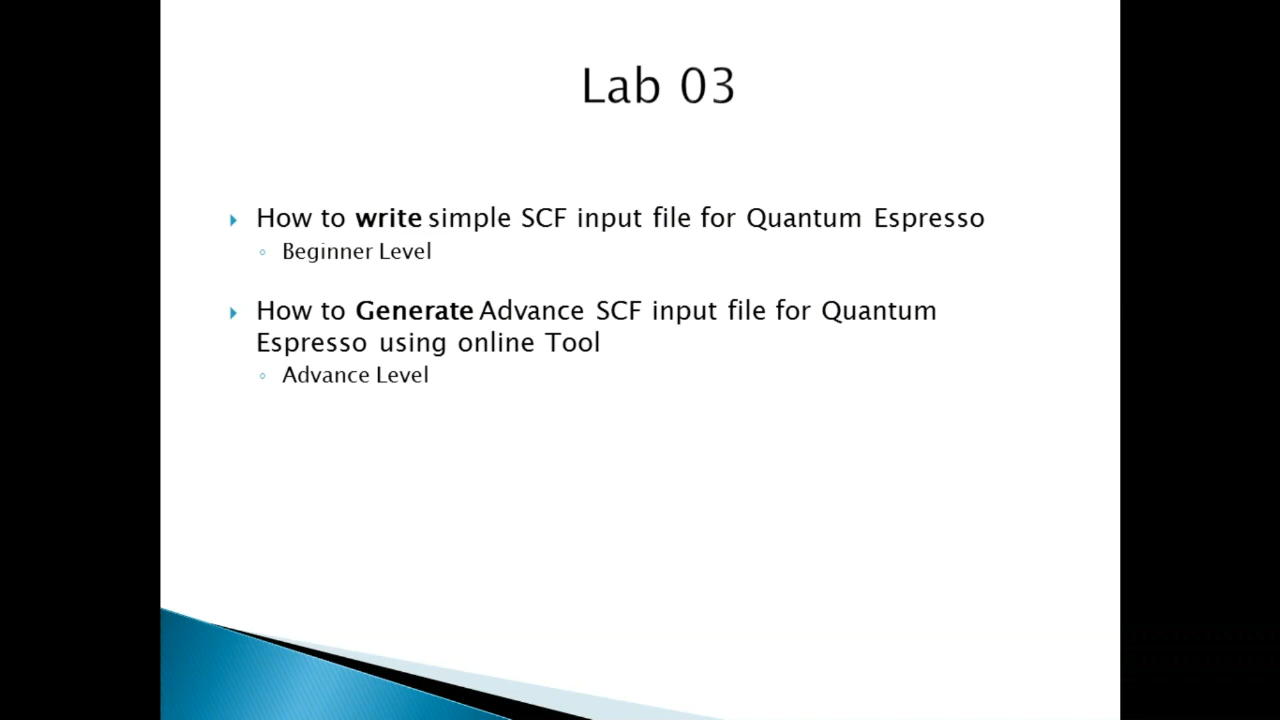 Lab 03
How to write simple SCF input file for Quantum Espresso
Beginner Level
How to Generate Advance SCF input file for Quantum
Espresso using online Tool
Advance Level